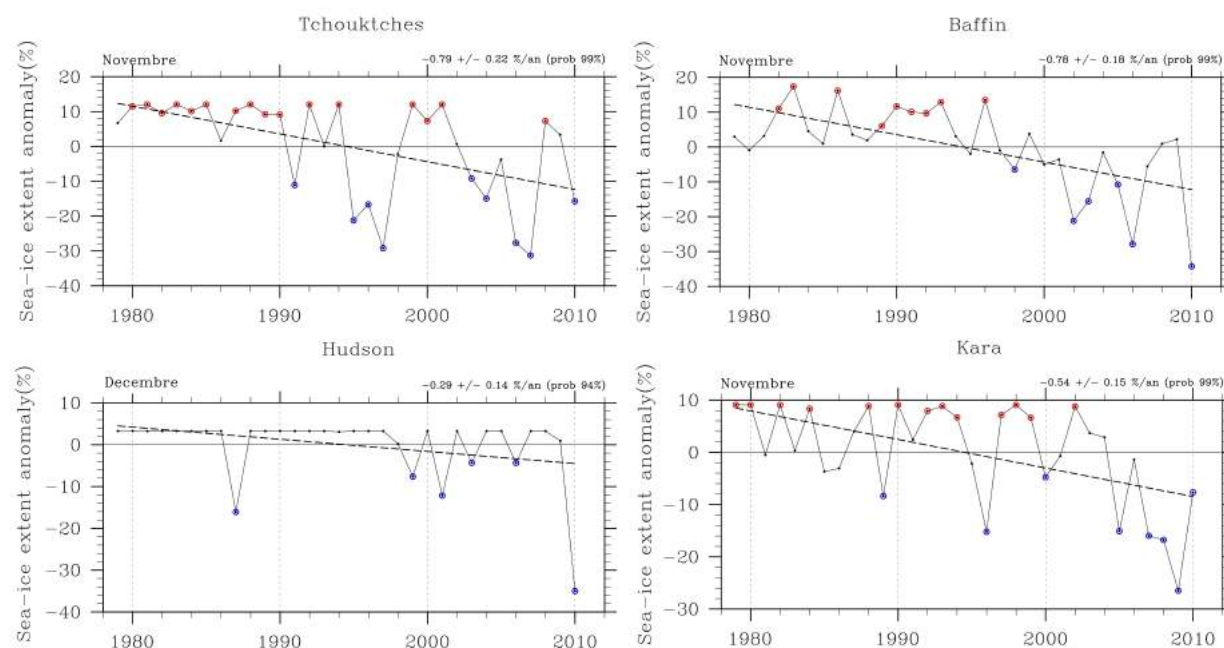 Tchouktches
Novembre
-0.79 +/- 0.22 %/an (prob 99%)
Sea-ice extent anomaly(%)
20
10
0
-10
-20
-30
-40
1980
1990
2000
2010
Baffin
Novembre
-0.78 +/- 0.18 %/an (prob 99%)
Sea-ice extent anomaly(%)
20
10
0
-10
-20
-30
-40
1980
1990
2000
2010
Hudson
Decembre
-0.29 +/- 0.14 %/an (prob 94%)
Sea-ice extent anomaly(%)
10
0
-10
-20
-30
-40
1980
1990
2000
2010
Kara
Novembre
-0.54 +/- 0.15 %/an (prob 99%)
Sea-ice extent anomaly(%)
10
0
-10
-20
-30
1980
1990
2000
2010